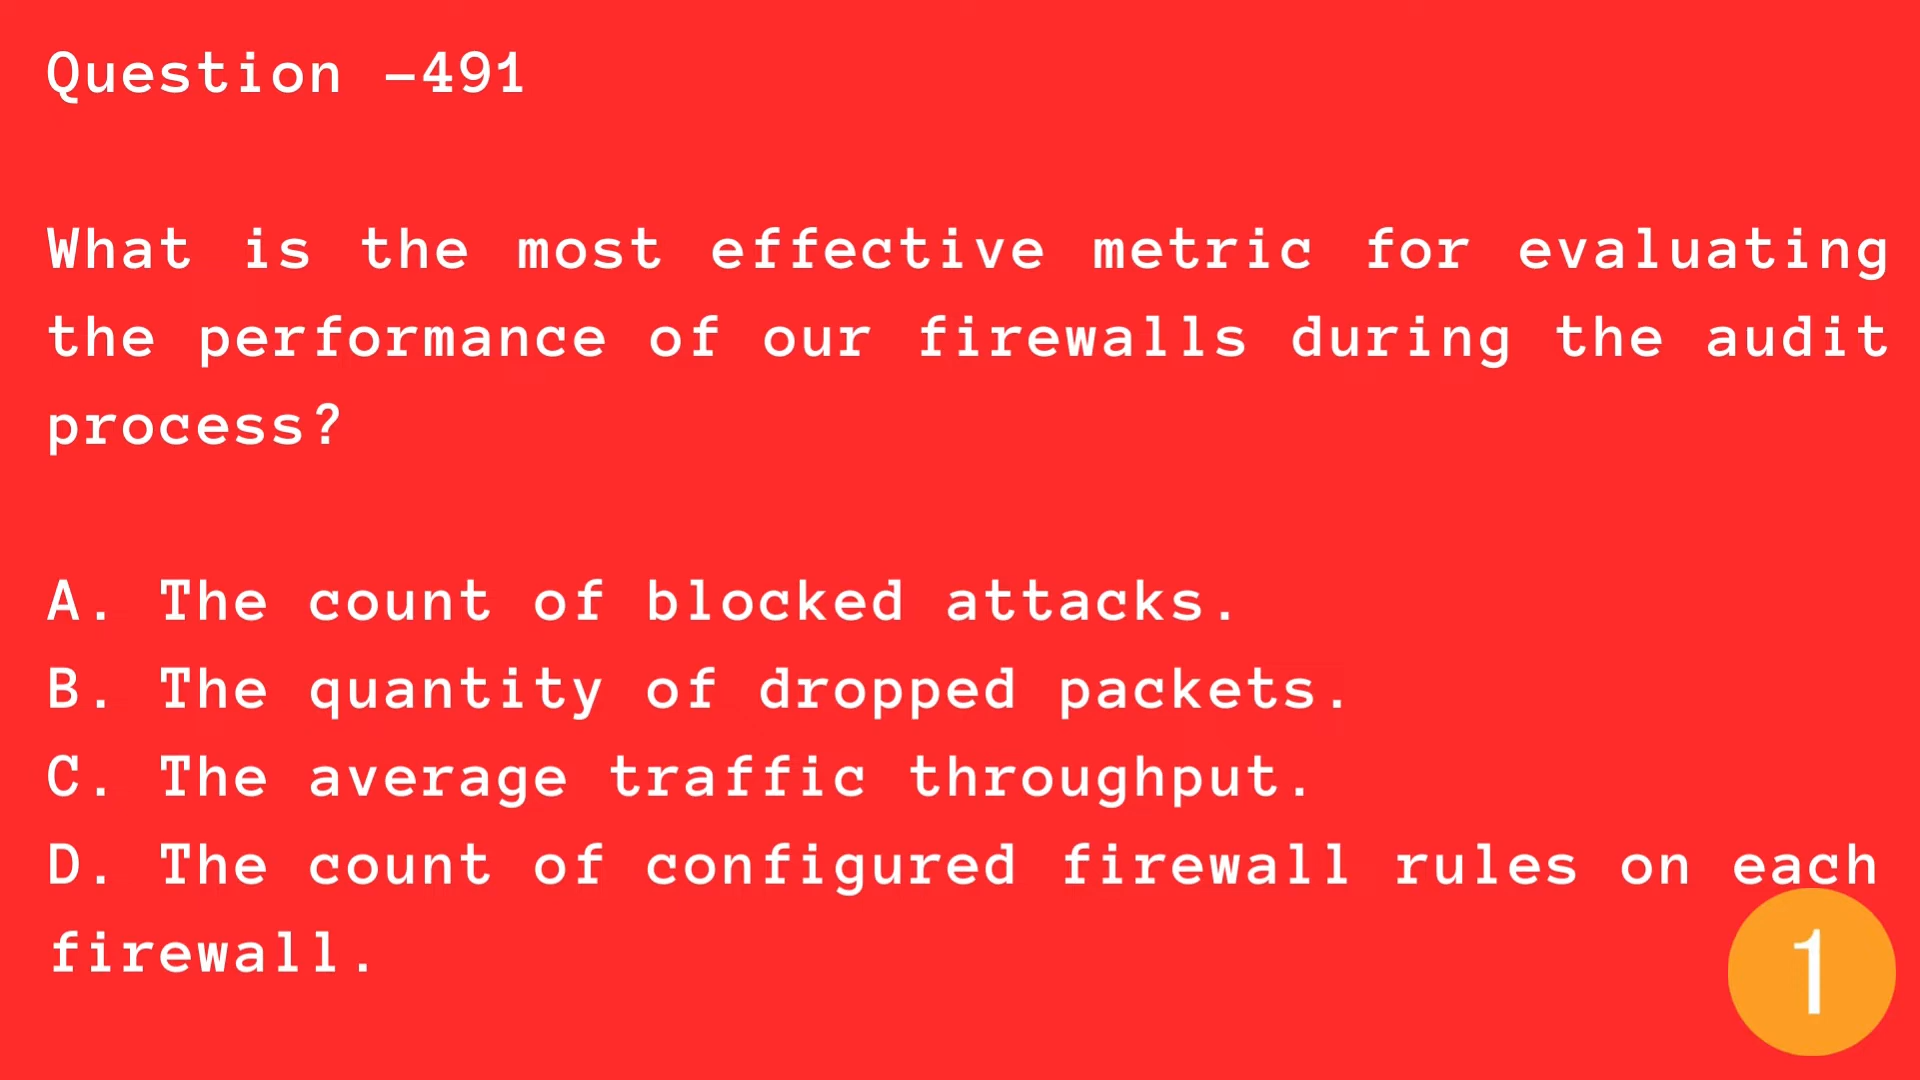 Question -491
What is the most effective metric for evaluating
the performance of our firewalls during the audit
process?
A. The count of blocked attacks.
B. The quantity of dropped packets.
C. The average traffic throughput.
D. The count of configured firewall rules on each
firewall.
1